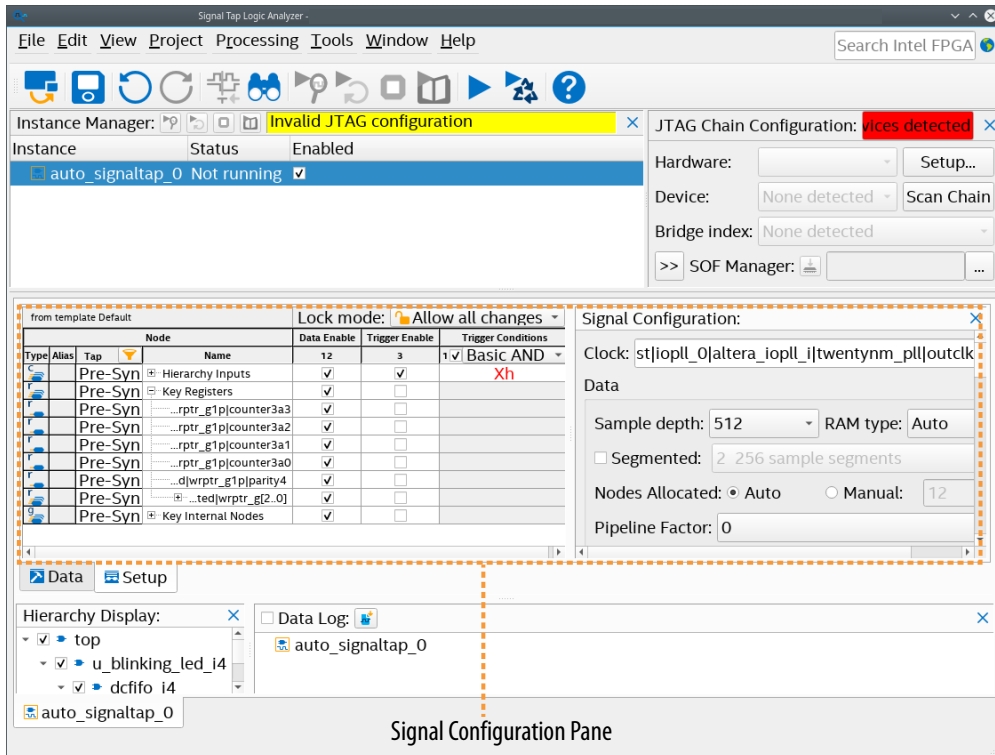 Signal Tap Logic Analyzer -
File Edit View Project Processing Tools Window Help
Search Intel FPGA
Instance Manager: Invalid JTAG configuration
Instance Status Enabled
auto_signaltap_0 Not running
JTAG Chain Configuration: vices detected
Hardware: Setup...
Device: None detected Scan Chain
Bridge index: None detected
>> SOF Manager: ...
from template Default Lock mode: Allow all changes
Node Data Enable Trigger Enable Trigger Conditions
Type Alias Tap Name 12 3 1 Basic AND
Pre-Syn Hierarchy Inputs Xh
Pre-Syn Key Registers
Pre-Syn ...rptr_g1p|counter3a3
Pre-Syn ...rptr_g1p|counter3a2
Pre-Syn ...rptr_g1p|counter3a1
Pre-Syn ...rptr_g1p|counter3a0
Pre-Syn ...d|wrptr_g1p|parity4
Pre-Syn ...ted|wrptr_g[2..0]
Pre-Syn Key Internal Nodes
Signal Configuration:
Clock: st|iopll_0|altera_iopll_i|twentynm_pll|outclk
Data
Sample depth: 512 RAM type: Auto
Segmented: 2 256 sample segments
Nodes Allocated: Auto Manual: 12
Pipeline Factor: 0
Data Setup
Hierarchy Display:
top
u_blinking_led_i4
dcfifo_i4
Data Log:
auto_signaltap_0
auto_signaltap_0
Signal Configuration Pane